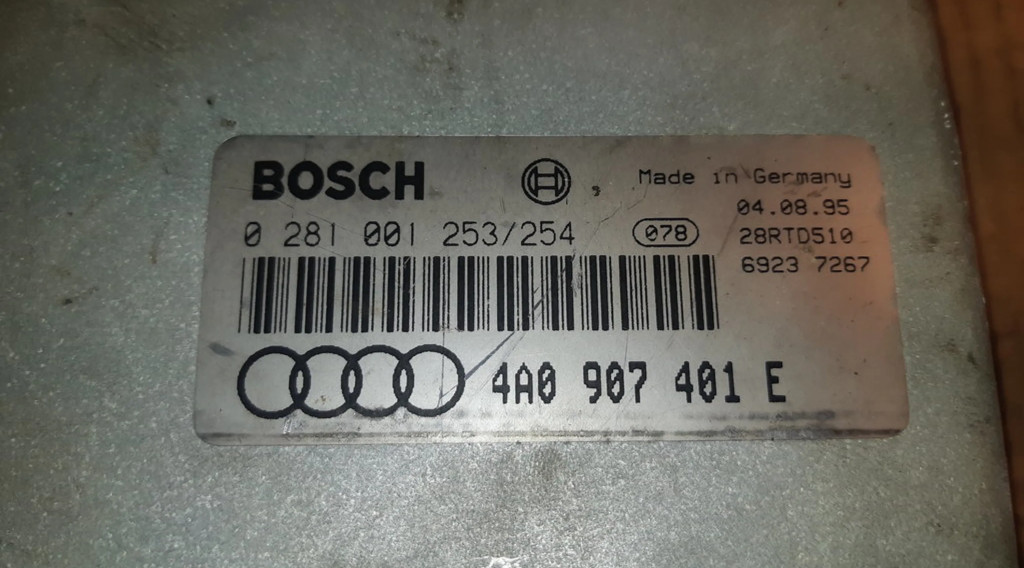 BOSCH
Made in Germany
04.08.95
0 281 001 253/254
078
28RTD510
6923 7267
4A0 907 401 E